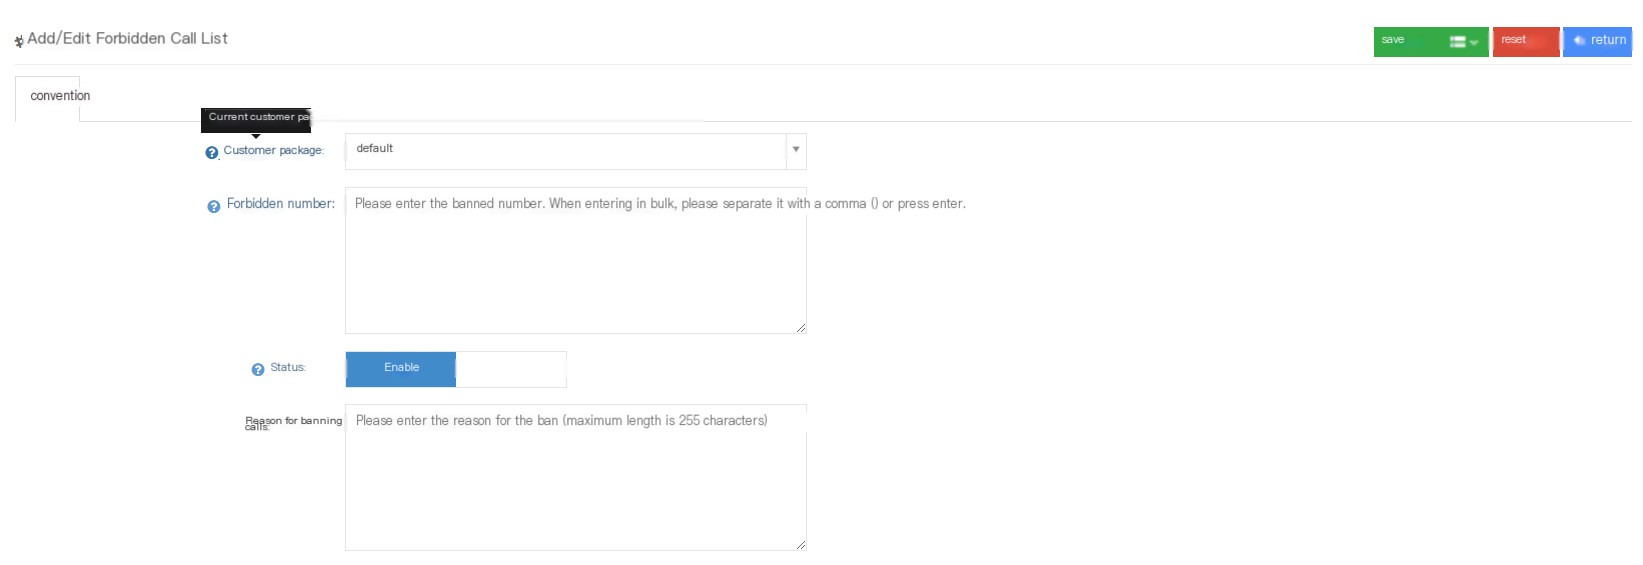 Add/Edit Forbidden Call List
save
reset
return
convention
Current customer
Customer package:
default
Forbidden number:
Please enter the banned number. When entering in bulk, please separate it with a comma () or press enter.
Status:
Enable
Reason for banning
calls:
Please enter the reason for the ban (maximum length is 255 characters)